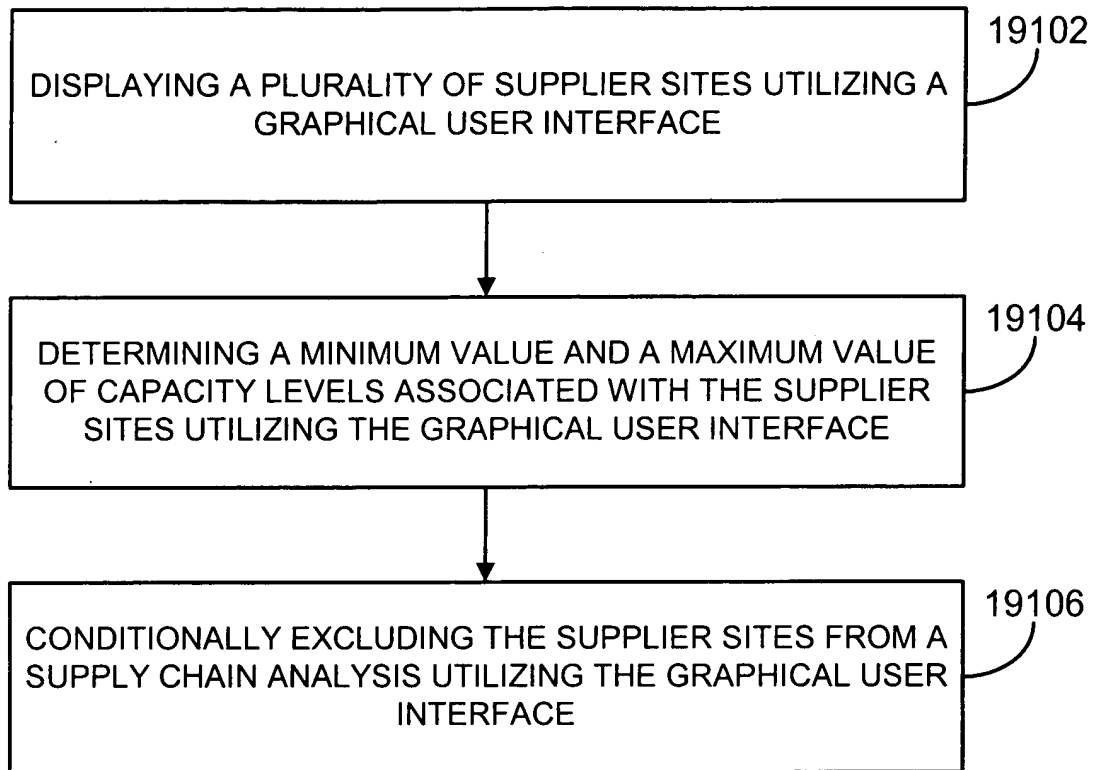 19102
DISPLAYING A PLURALITY OF SUPPLIER SITES UTILIZING A
GRAPHICAL USER INTERFACE
19104
DETERMINING A MINIMUM VALUE AND A MAXIMUM VALUE
OF CAPACITY LEVELS ASSOCIATED WITH THE SUPPLIER
SITES UTILIZING THE GRAPHICAL USER INTERFACE
19106
CONDITIONALLY EXCLUDING THE SUPPLIER SITES FROM A
SUPPLY CHAIN ANALYSIS UTILIZING THE GRAPHICAL USER
INTERFACE